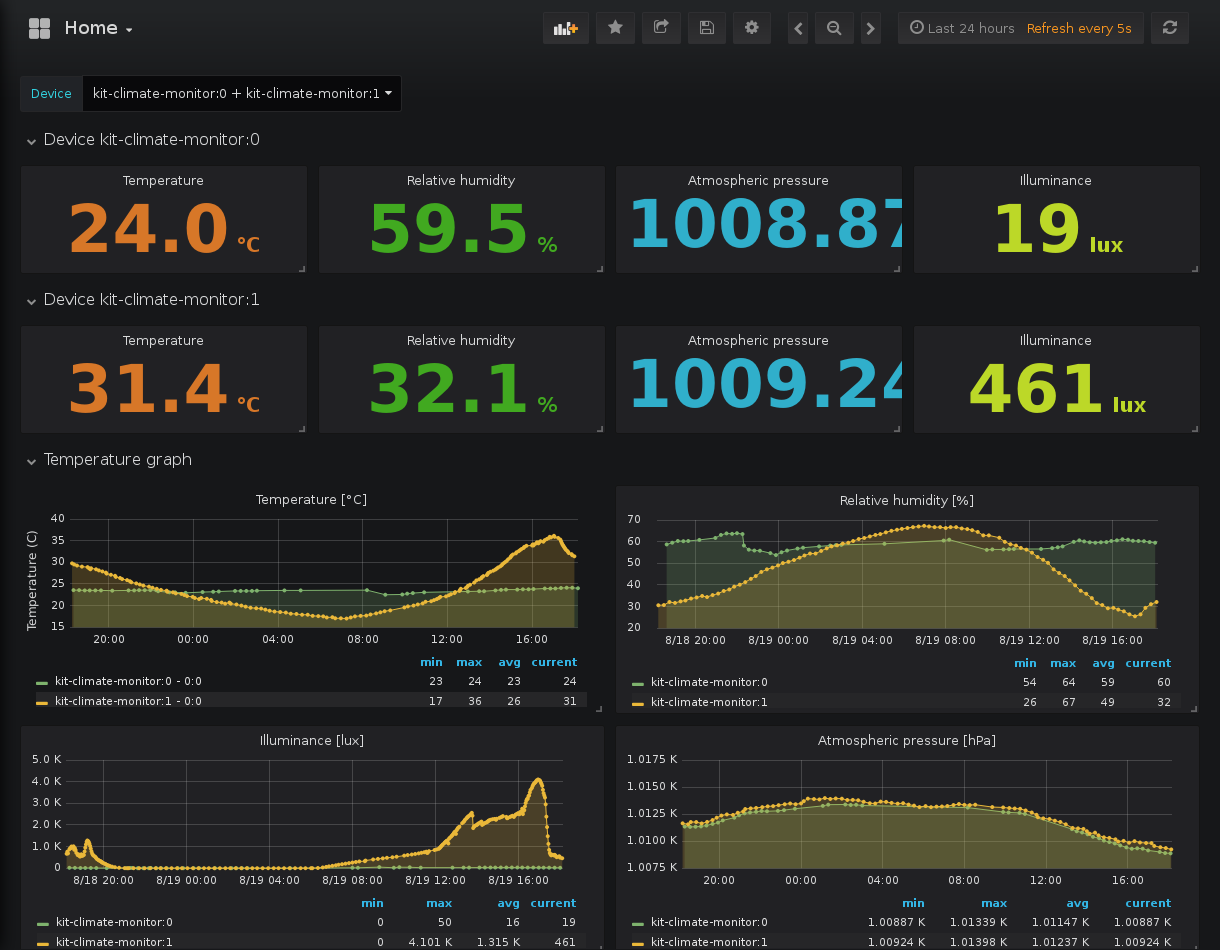 Home
Last 24 hours Refresh every 5s
Device kit-climate-monitor:0 + kit-climate-monitor:1
Device kit-climate-monitor:0
Temperature Relative humidity Atmospheric pressure Illuminance
24.0 °C 59.5 % 1008.87 19 lux
Device kit-climate-monitor:1
Temperature Relative humidity Atmospheric pressure Illuminance
31.4 °C 32.1 % 1009.24 461 lux
Temperature graph
Temperature [°C]
Temperature (C)
40
35
30
25
20
15
20:00 00:00 04:00 08:00 12:00 16:00
min max avg current
kit-climate-monitor:0 - 0:0 23 24 23 24
kit-climate-monitor:1 - 0:0 17 36 26 31
Relative humidity [%]
70
60
50
40
30
20
8/18 20:00 8/19 00:00 8/19 04:00 8/19 08:00 8/19 12:00 8/19 16:00
min max avg current
kit-climate-monitor:0 54 64 59 60
kit-climate-monitor:1 26 67 49 32
Illuminance [lux]
5.0 K
4.0 K
3.0 K
2.0 K
1.0 K
0
8/18 20:00 8/19 00:00 8/19 04:00 8/19 08:00 8/19 12:00 8/19 16:00
min max avg current
kit-climate-monitor:0 0 50 16 19
kit-climate-monitor:1 0 4.101 K 1.315 K 461
Atmospheric pressure [hPa]
1.0175 K
1.0150 K
1.0125 K
1.0100 K
1.0075 K
20:00 00:00 04:00 08:00 12:00 16:00
min max avg current
kit-climate-monitor:0 1.00887 K 1.01339 K 1.01147 K 1.00887 K
kit-climate-monitor:1 1.00924 K 1.01398 K 1.01237 K 1.00924 K